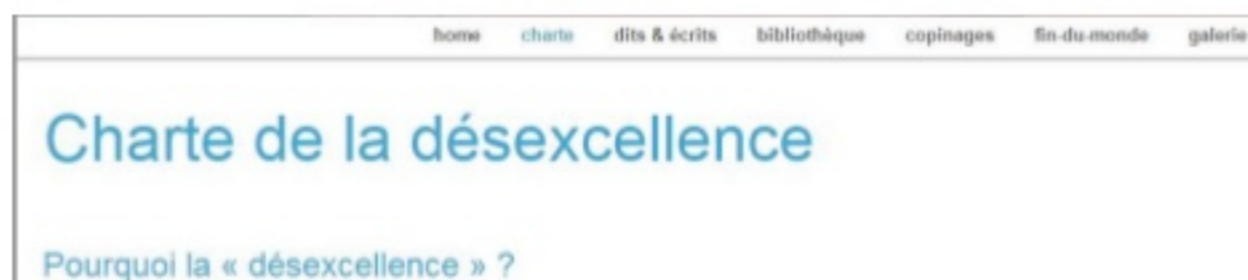 home charte dits & écrits bibliothèque copinages fin-du-monde galerie
Charte de la désexcellence
Pourquoi la « désexcellence » ?